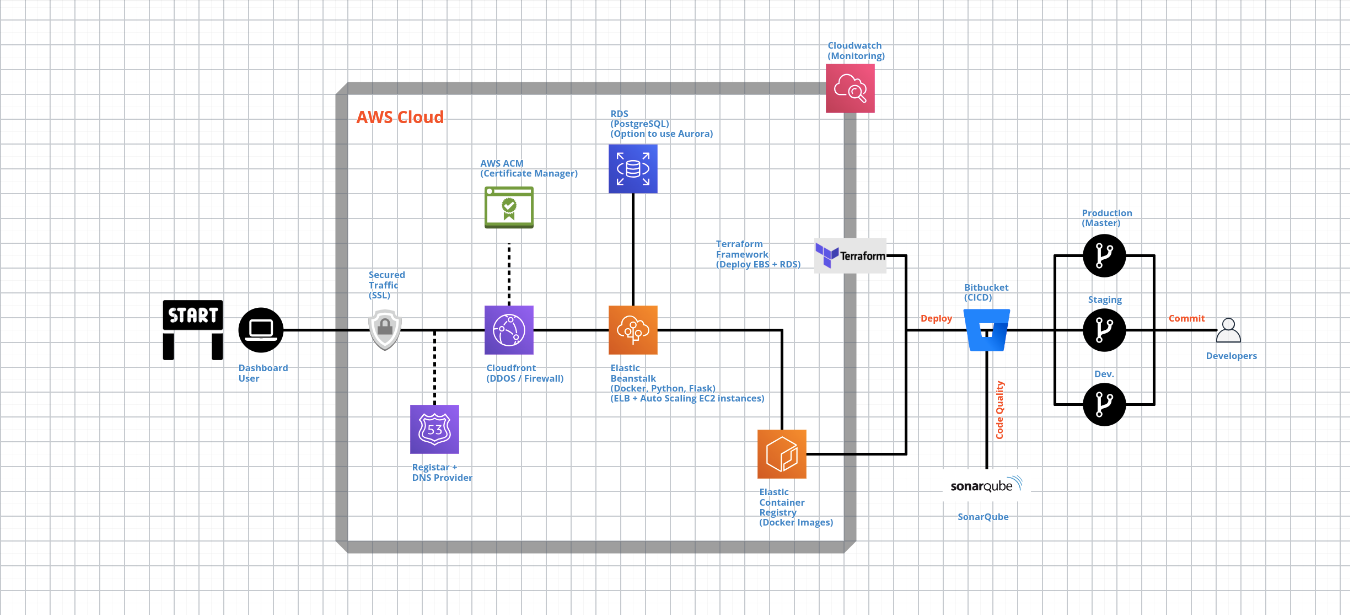 Cloudwatch
(Monitoring)
AWS Cloud
RDS
(PostgreSQL)
(Option to use Aurora)
AWS ACM
(Certificate Manager)
Production
(Master)
Terraform
Framework
(Deploy EBS + RDS)
Terraform
Secured
Traffic
(SSL)
Bitbucket
(CICD)
Staging
START
Deploy
Commit
Developers
Dashboard
User
Cloudfront
(DDOS / Firewall)
Elastic
Beanstalk
(Docker, Python, Flask)
(ELB + Auto Scaling EC2 instances)
Dev.
Code Quality
53
Registar +
DNS Provider
Elastic
Container
Registry
(Docker Images)
sonarqube
SonarQube